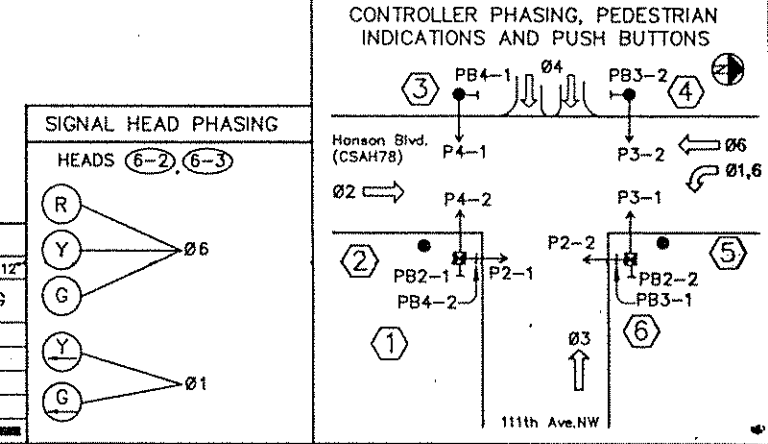 CONTROLLER PHASING, PEDESTRIAN
INDICATIONS AND PUSH BUTTONS
SIGNAL HEAD PHASING
HEADS 6-2, 6-3
R
Y
G
Ø6
Y
G
Ø1
12"
G
3
PB4-1
Ø4
PB3-2
4
N
Hanson Blvd.
(CSAH78)
P4-1
P3-2
Ø6
Ø1,6
Ø2
P4-2
P3-1
2
PB2-1
P2-1
P2-2
5
PB4-2
PB2-2
PB3-1
1
6
Ø3
111th Ave.NW